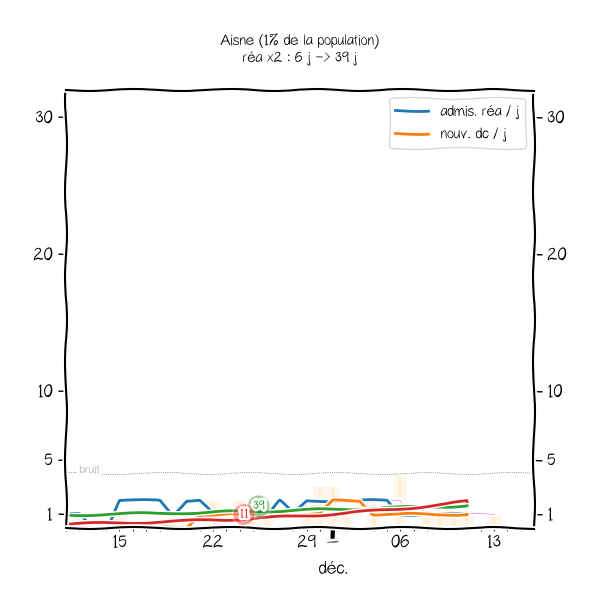 Aisne (1% de la population)
réa x2 : 6 j -> 39 j
admis. réa / j
nouv. dc / j
30
30
20
20
10
10
5
5
bruit
39
11
1
1
15
22
29
06
13
déc.